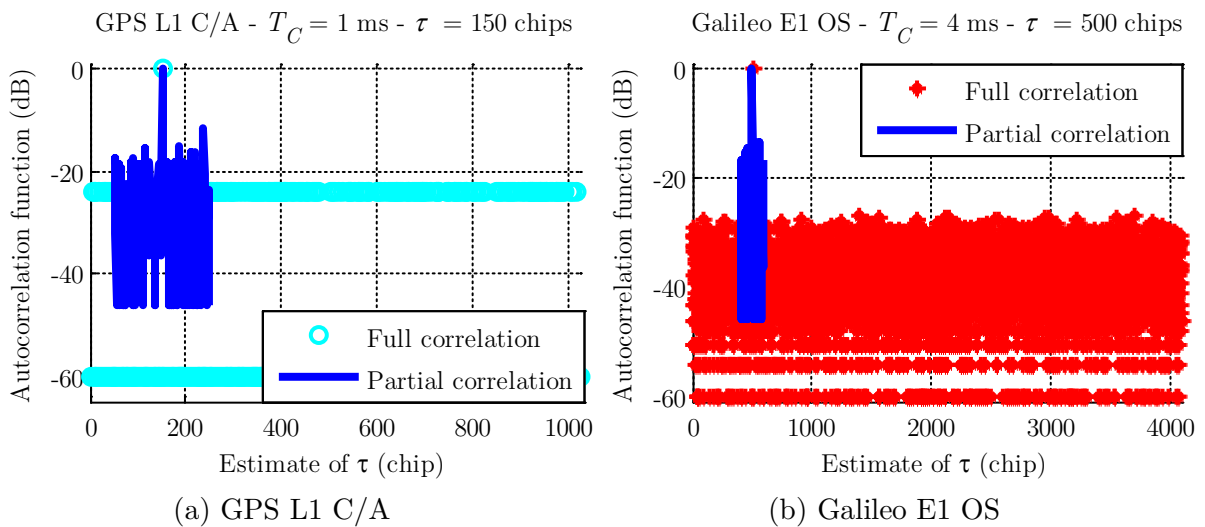 GPS L1 C/A - T_C = 1 ms - τ = 150 chips
Autocorrelation function (dB)
0
-20
-40
-60
Full correlation
Partial correlation
0 200 400 600 800 1000
Estimate of τ (chip)
(a) GPS L1 C/A
Galileo E1 OS - T_C = 4 ms - τ = 500 chips
Autocorrelation function (dB)
0
-20
-40
-60
Full correlation
Partial correlation
0 1000 2000 3000 4000
Estimate of τ (chip)
(b) Galileo E1 OS